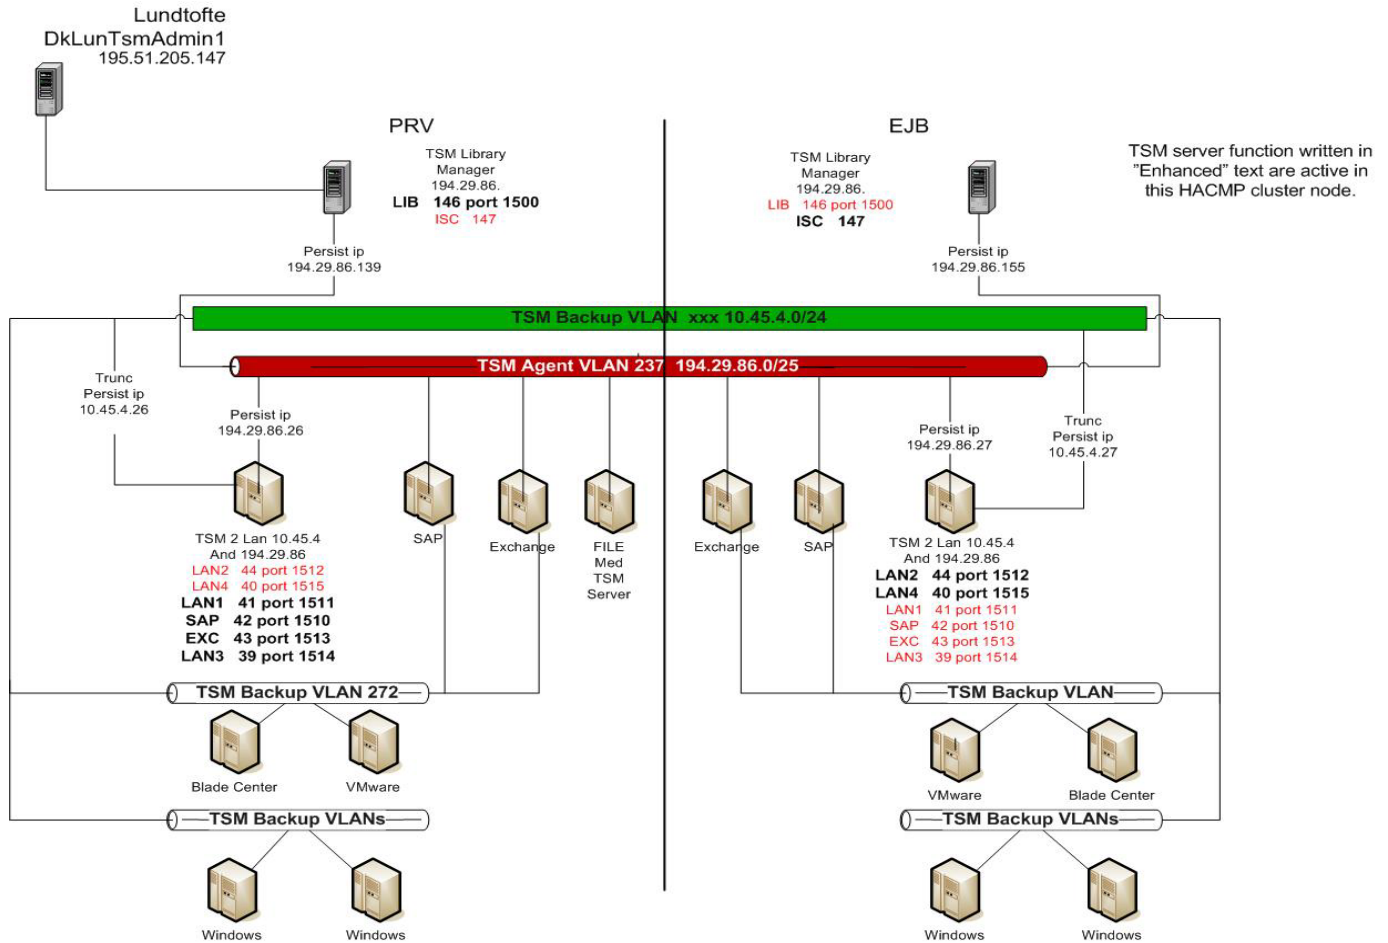 Lundtofte
DkLunTsmAdmin1
195.51.205.147
PRV
EJB
TSM Library
Manager
194.29.86.
LIB 146 port 1500
ISC 147
TSM Library
Manager
194.29.86.
LIB 146 port 1500
ISC 147
TSM server function written in
"Enhanced" text are active in
this HACMP cluster node.
Persist ip
194.29.86.139
Persist ip
194.29.86.155
TSM Backup VLAN xxx 10.45.4.0/24
TSM Agent VLAN 237 194.29.86.0/25
Trunc
Persist ip
10.45.4.26
Persist ip
194.29.86.26
Persist ip
194.29.86.27
Trunc
Persist ip
10.45.4.27
TSM 2 Lan 10.45.4
And 194.29.86
LAN2 44 port 1512
LAN4 40 port 1515
LAN1 41 port 1511
SAP 42 port 1510
EXC 43 port 1513
LAN3 39 port 1514
SAP
Exchange
FILE
Med
TSM
Server
Exchange
SAP
TSM 2 Lan 10.45.4
And 194.29.86
LAN2 44 port 1512
LAN4 40 port 1515
LAN1 41 port 1511
SAP 42 port 1510
EXC 43 port 1513
LAN3 39 port 1514
TSM Backup VLAN 272
TSM Backup VLAN
Blade Center
VMware
VMware
Blade Center
TSM Backup VLANs
TSM Backup VLANs
Windows
Windows
Windows
Windows